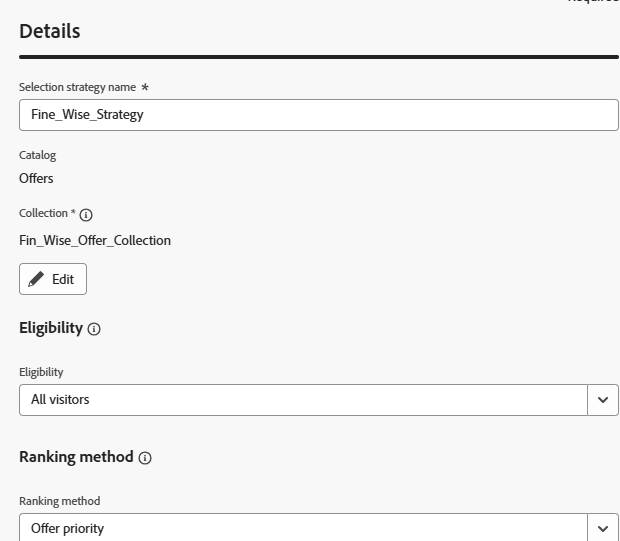 Details
Selection strategy name *
Fine_Wise_Strategy
Catalog
Offers
Collection *
Fin_Wise_Offer_Collection
Edit
Eligibility
Eligibility
All visitors
Ranking method
Ranking method
Offer priority